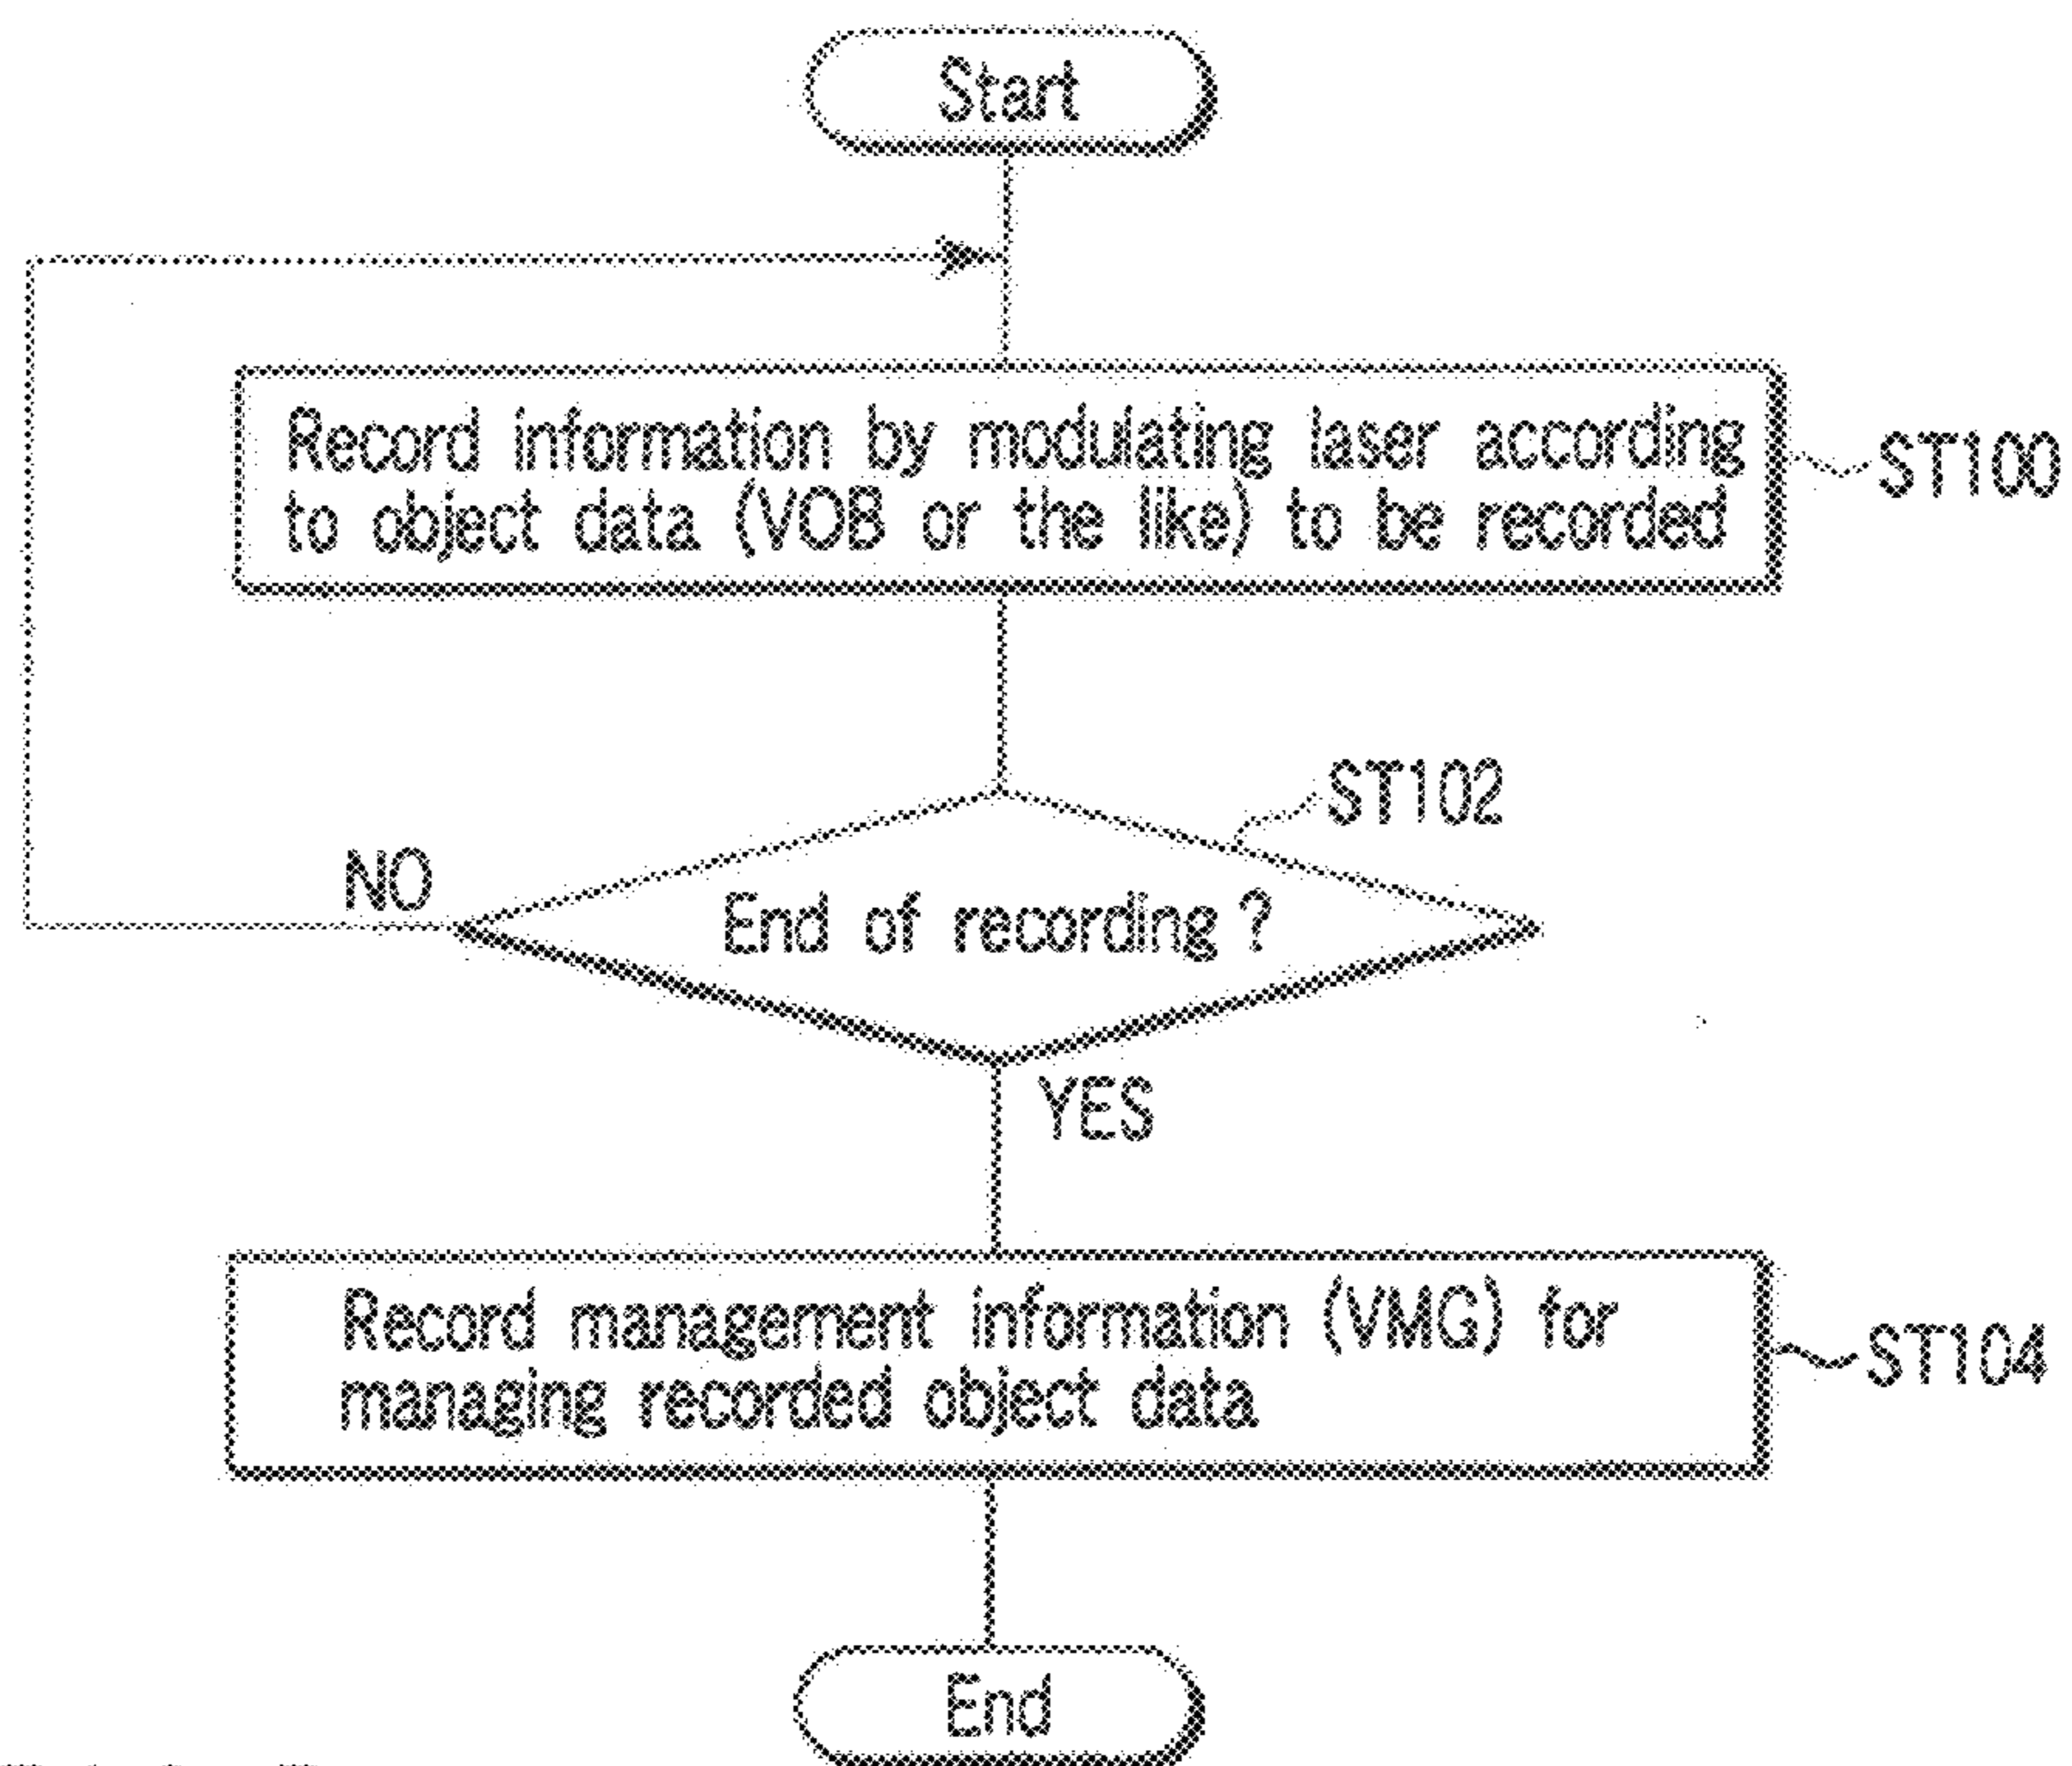 Start
Record information by modulating laser according
to object data (VOB or the like) to be recorded
ST100
ST102
NO
End of recording ?
YES
Record management information (VMG) for
managing recorded object data
ST104
End